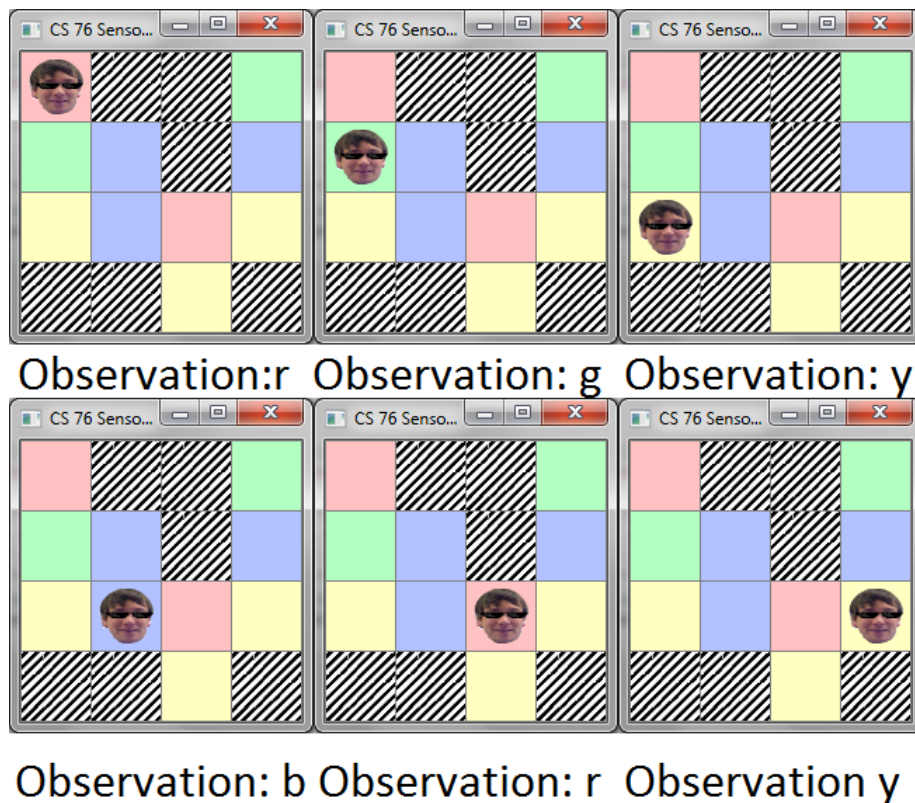 CS 76 Senso... CS 76 Senso... CS 76 Senso...
Observation:r Observation: g Observation: y
CS 76 Senso... CS 76 Senso... CS 76 Senso...
Observation: b Observation: r Observation y